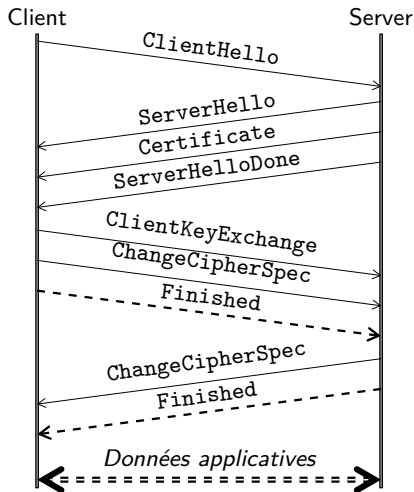 Client Server
ClientHello
ServerHello
Certificate
ServerHelloDone
ClientKeyExchange
ChangeCipherSpec
Finished
ChangeCipherSpec
Finished
Données applicatives